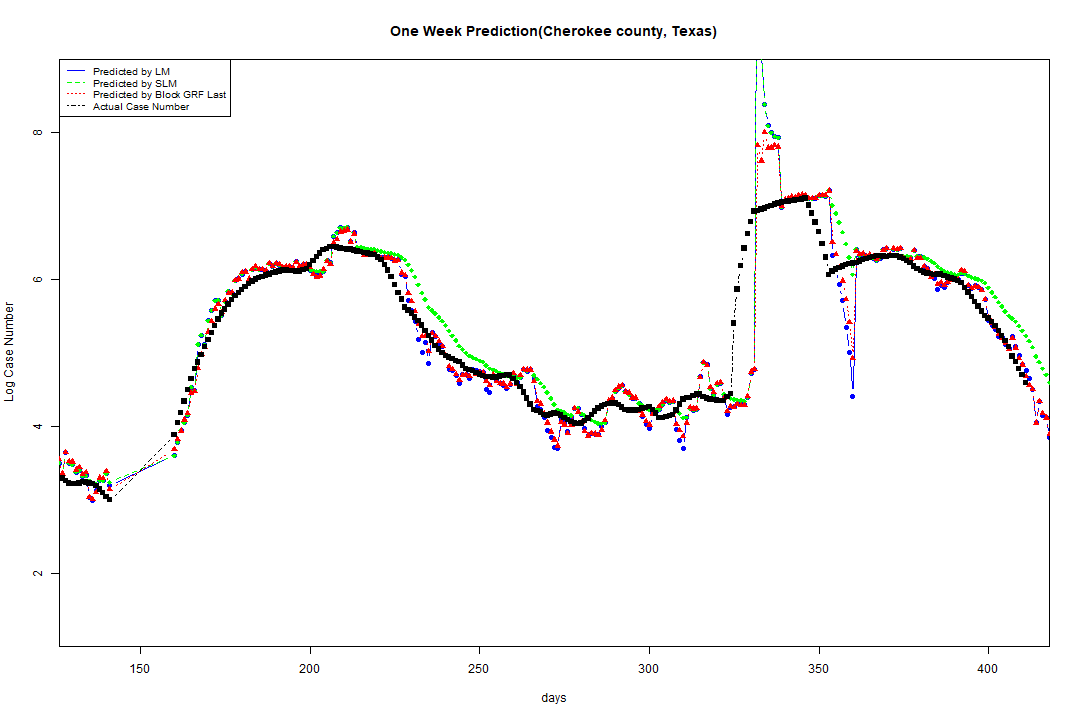 One Week Prediction(Cherokee county, Texas)
Predicted by LM
Predicted by SLM
Predicted by Block GRF Last
Actual Case Number
8
6
4
2
Log Case Number
150 200 250 300 350 400
days